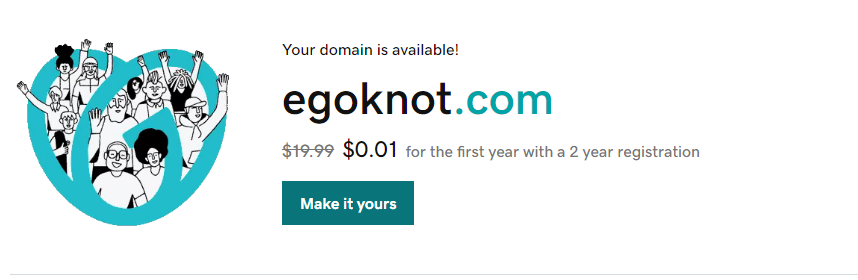 Your domain is available!
egoknot.com
$19.99 $0.01 for the first year with a 2 year registration
Make it yours